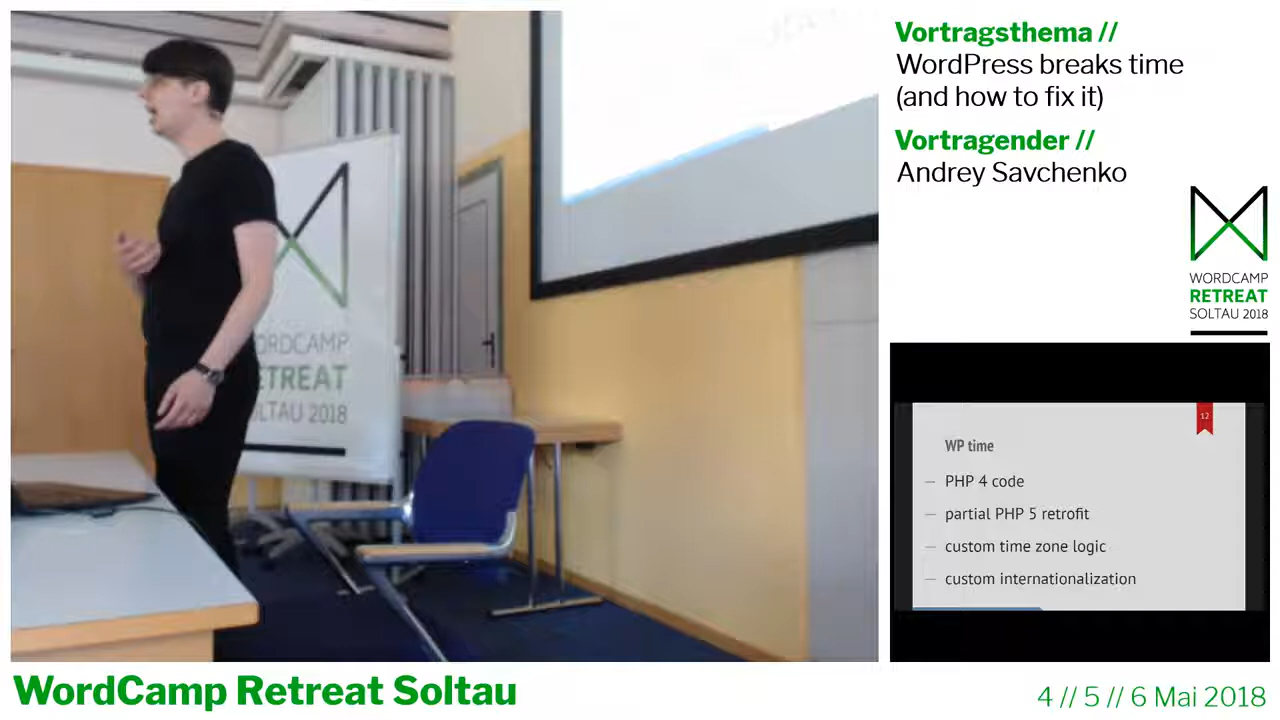 Vortragsthema //
WordPress breaks time
(and how to fix it)
Vortragender //
Andrey Savchenko
WORDCAMP
RETREAT
SOLTAU 2018
ORDCAMP
ETREAT
OLTAU 2018
12
WP time
— PHP 4 code
— partial PHP 5 retrofit
— custom time zone logic
— custom internationalization
WordCamp Retreat Soltau
4 // 5 // 6 Mai 2018